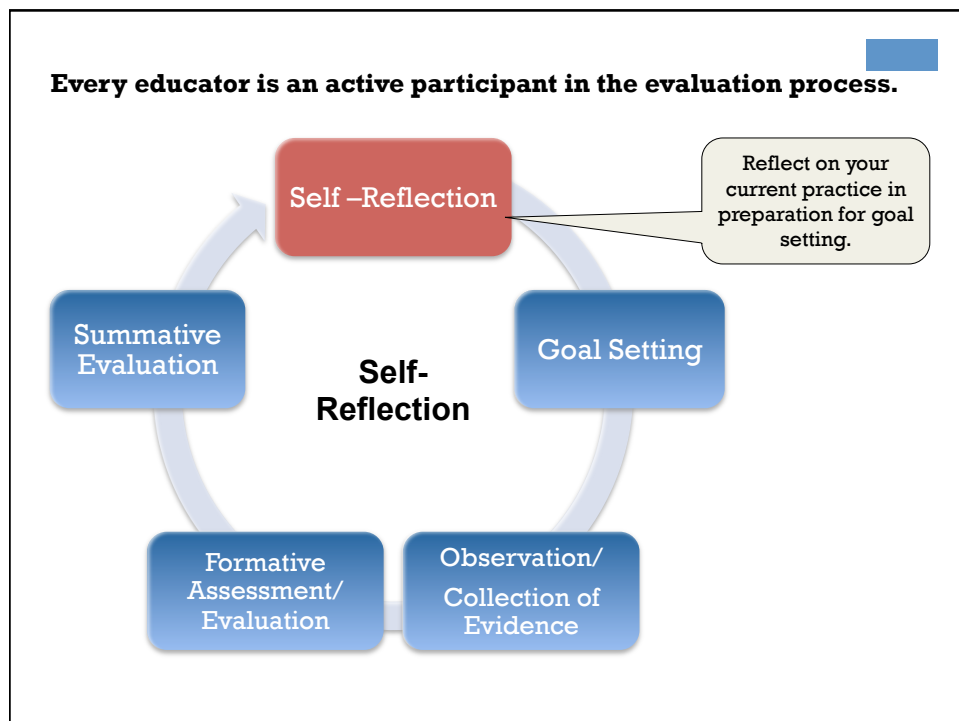 Every educator is an active participant in the evaluation process.
Self –Reflection
Reflect on your
current practice in
preparation for goal
setting.
Goal Setting
Summative
Evaluation
Self-
Reflection
Observation/
Collection of
Evidence
Formative
Assessment/
Evaluation